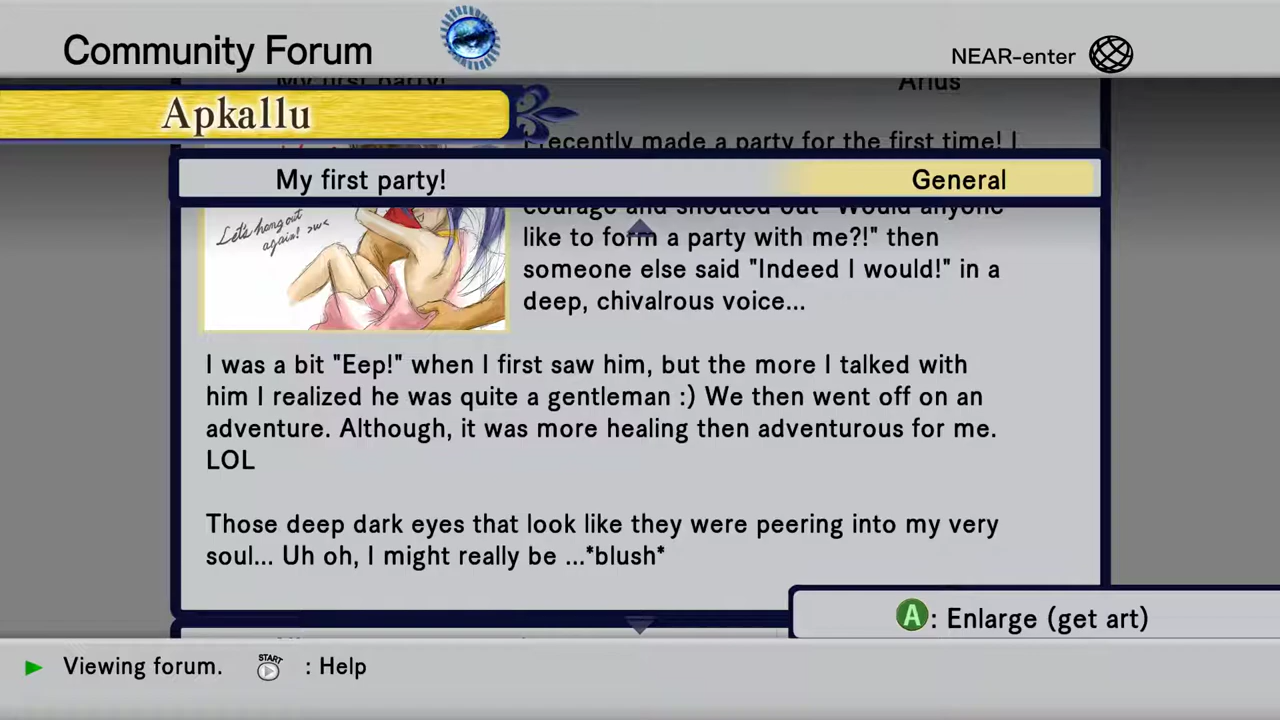 Community Forum
NEAR-enter
My first party!
Arius
Apkallu
I recently made a party for the first time! I
My first party!
General
courage and shouted out "Would anyone
Let's hang out
again! >w<
like to form a party with me?!" then
someone else said "Indeed I would!" in a
deep, chivalrous voice...
I was a bit "Eep!" when I first saw him, but the more I talked with
him I realized he was quite a gentleman :) We then went off on an
adventure. Although, it was more healing then adventurous for me.
LOL
Those deep dark eyes that look like they were peering into my very
soul... Uh oh, I might really be ...*blush*
A: Enlarge (get art)
Viewing forum. START : Help